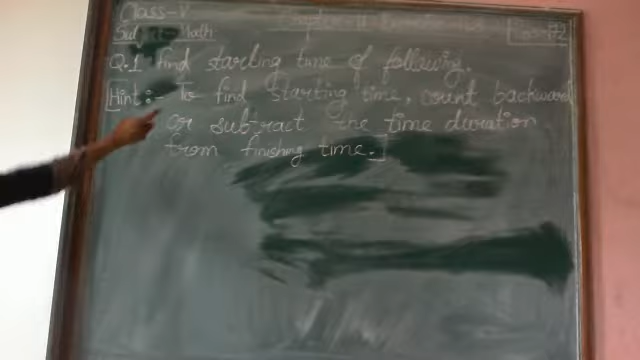 Class-V
Subject-Math
Q.1 Find starting time of following.
[Hint:- To find starting time, count backward
or subtract the time duration
from finishing time.]